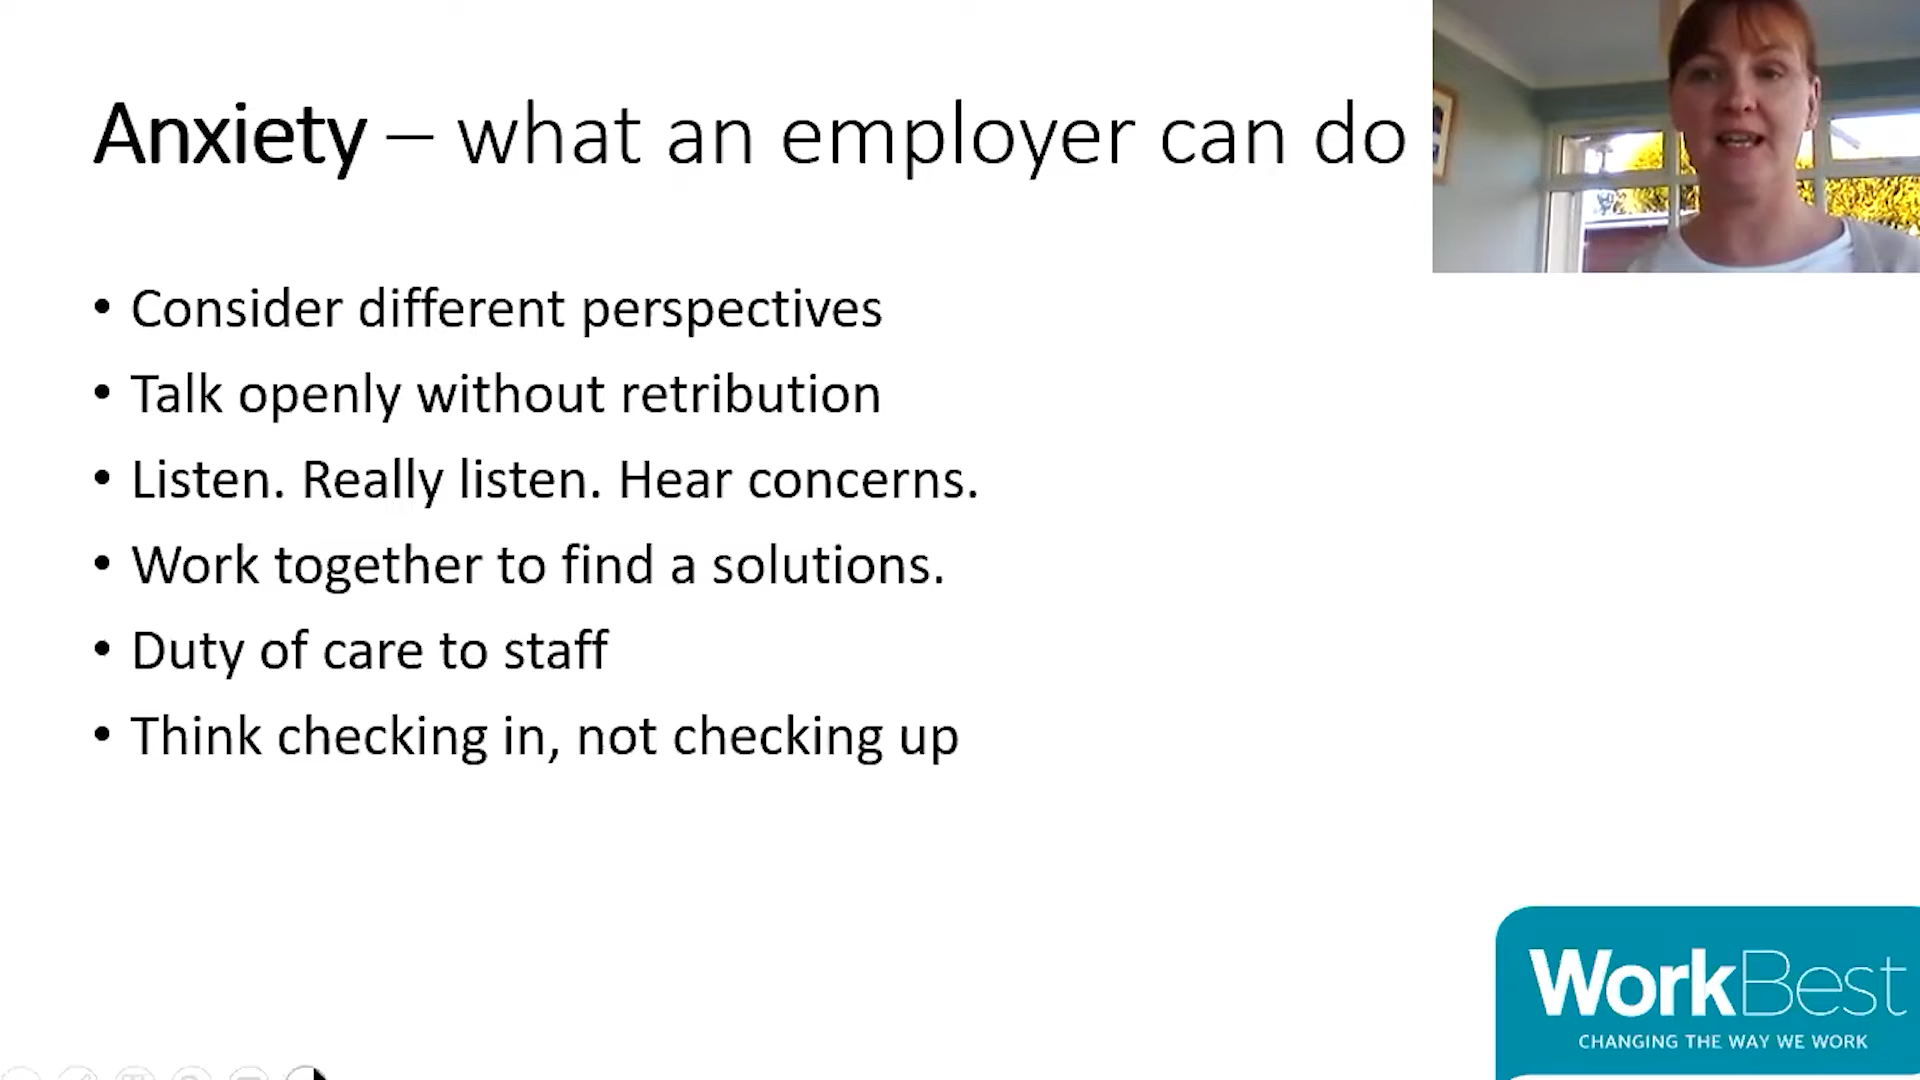 Anxiety – what an employer can do
• Consider different perspectives
• Talk openly without retribution
• Listen. Really listen. Hear concerns.
• Work together to find a solutions.
• Duty of care to staff
• Think checking in, not checking up
WorkBest
CHANGING THE WAY WE WORK